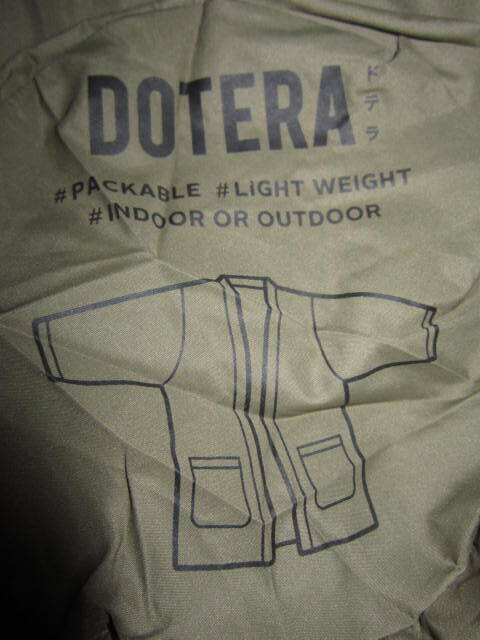 DOTERA
ドテラ
#PACKABLE #LIGHT WEIGHT
#INDOOR OR OUTDOOR